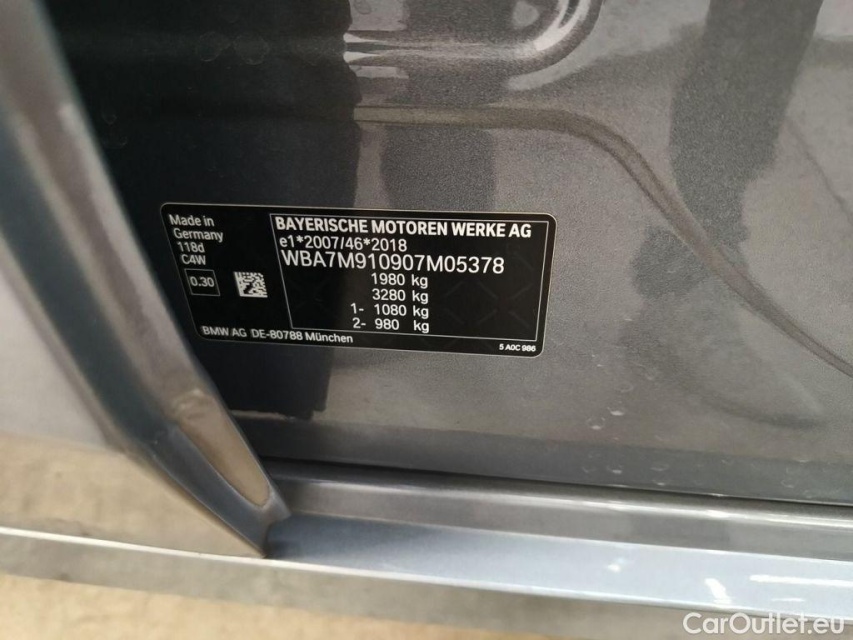 Made in
Germany
118d
C4W
0.30
BAYERISCHE MOTOREN WERKE AG
e1*2007/46*2018
WBA7M910907M05378
1980 kg
3280 kg
1- 1080 kg
2- 980 kg
BMW AG DE-80788 München
5 A0C 986
CarOutlet.eu